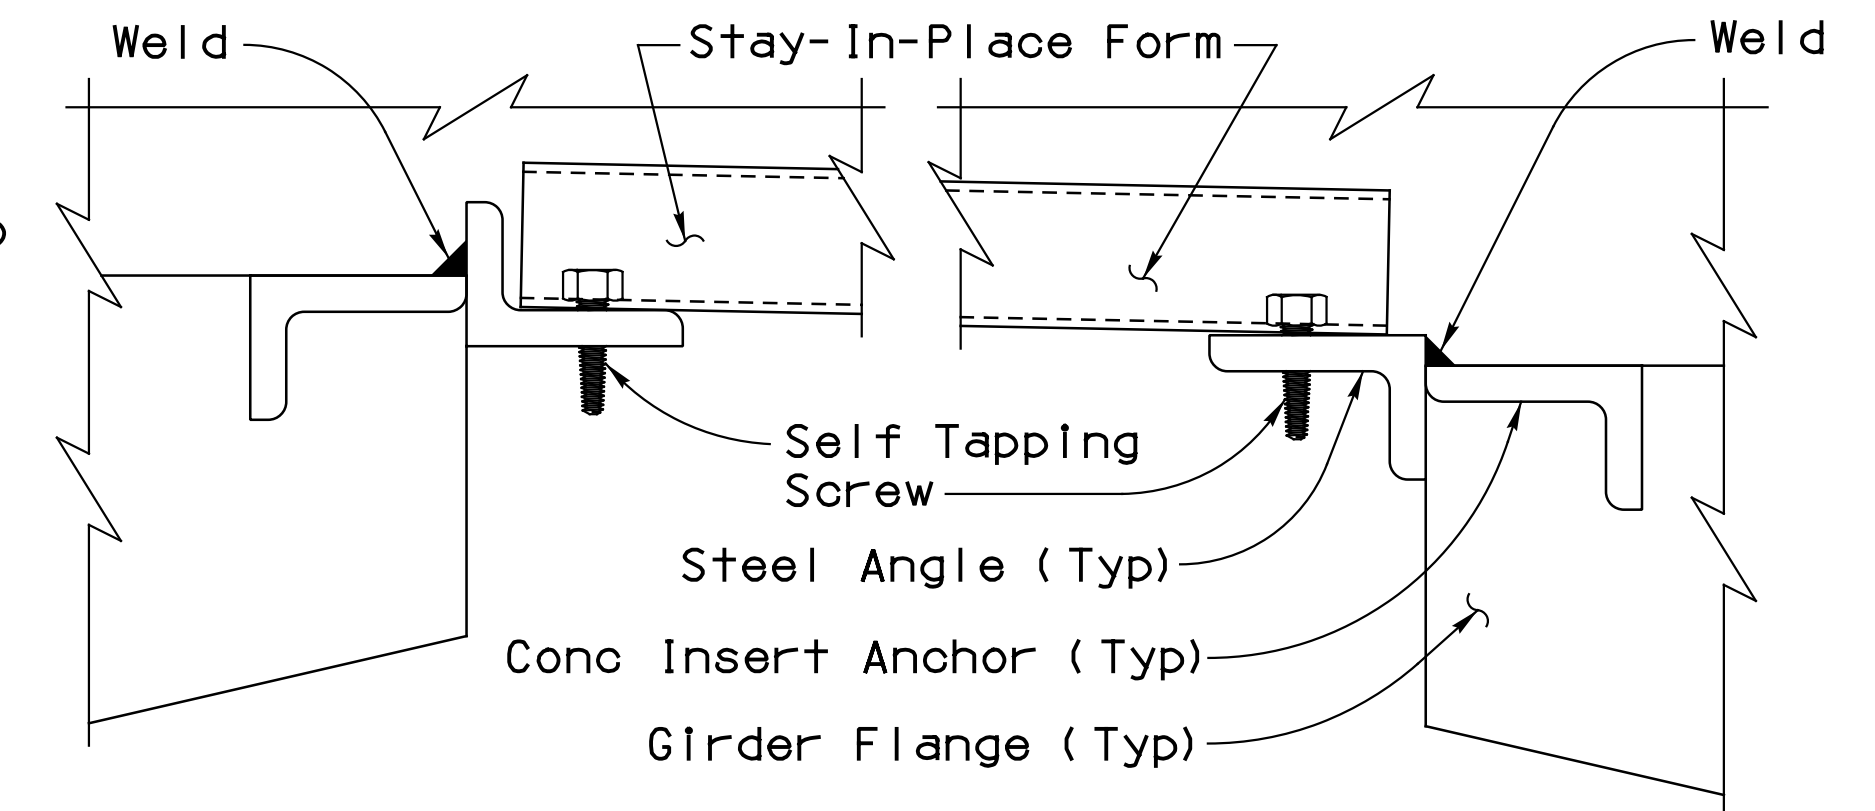 Weld
Stay-In-Place Form
Weld
Self Tapping
Screw
Steel Angle (Typ)
Conc Insert Anchor (Typ)
Girder Flange (Typ)